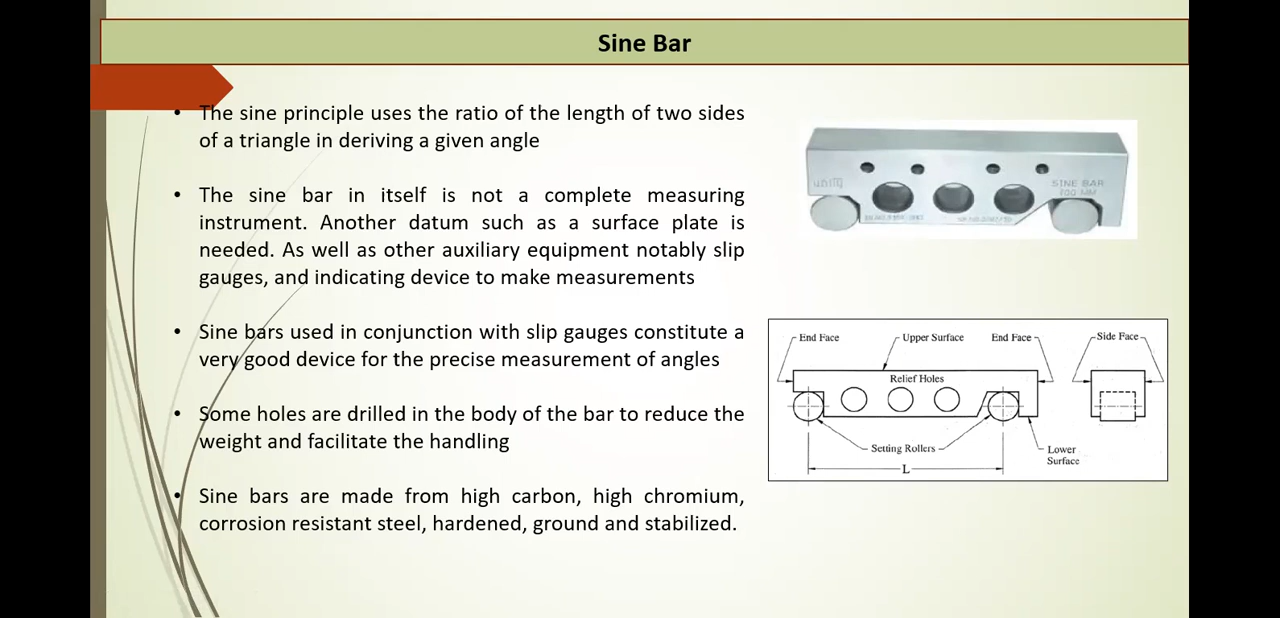 Sine Bar
• The sine principle uses the ratio of the length of two sides
of a triangle in deriving a given angle
• The sine bar in itself is not a complete measuring
instrument. Another datum such as a surface plate is
needed. As well as other auxiliary equipment notably slip
gauges, and indicating device to make measurements
• Sine bars used in conjunction with slip gauges constitute a
very good device for the precise measurement of angles
• Some holes are drilled in the body of the bar to reduce the
weight and facilitate the handling
• Sine bars are made from high carbon, high chromium,
corrosion resistant steel, hardened, ground and stabilized.
SINE BAR
End Face
Upper Surface
End Face
Side Face
Relief Holes
Setting Rollers
Lower
Surface
L